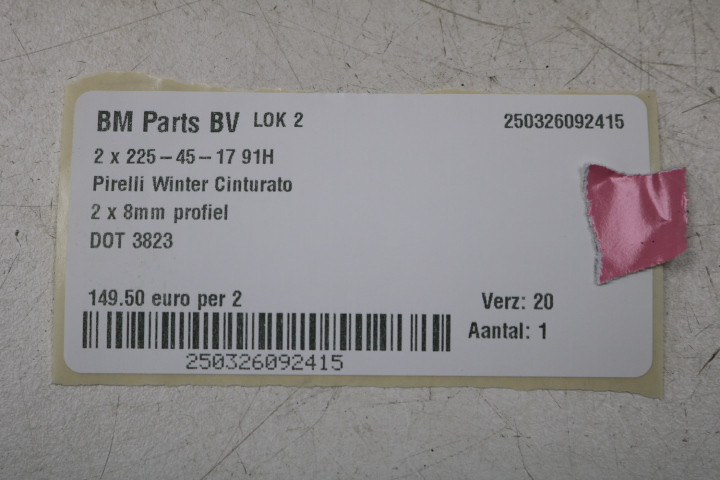 BM Parts BV LOK 2 250326092415
2 x 225-45-17 91H
Pirelli Winter Cinturato
2 x 8mm profiel
DOT 3823
149.50 euro per 2 Verz: 20
Aantal: 1
250326092415